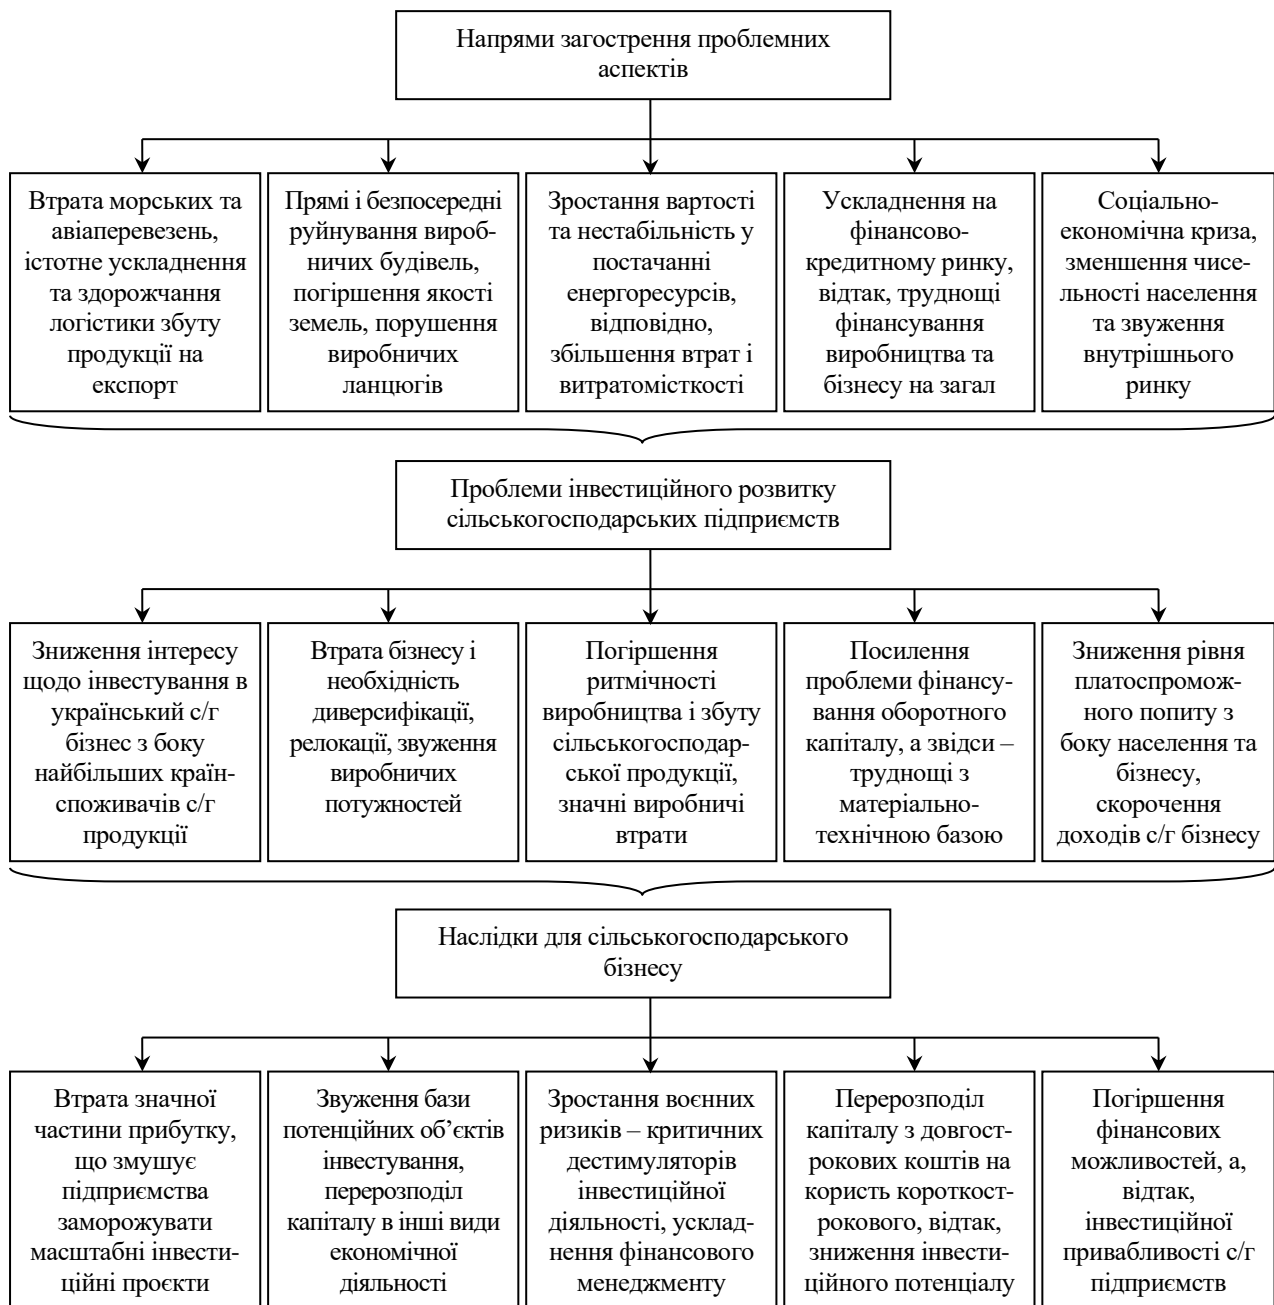 Напрями загострення проблемних
аспектів
Втрата морських та
авіаперевезень,
істотне ускладнення
та здорожчання
логістики збуту
продукції на
експорт
Прямі і безпосередні
руйнування вироб-
ничих будівель,
погіршення якості
земель, порушення
виробничих
ланцюгів
Зростання вартості
та нестабільність у
постачанні
енергоресурсів,
відповідно,
збільшення втрат і
витратомісткості
Ускладнення на
фінансово-
кредитному ринку,
відтак, труднощі
фінансування
виробництва та
бізнесу на загал
Соціально-
економічна криза,
зменшення чисе-
льності населення
та звуження
внутрішнього
ринку
Проблеми інвестиційного розвитку
сільськогосподарських підприємств
Зниження інтересу
щодо інвестування в
український с/г
бізнес з боку
найбільших країн-
споживачів с/г
продукції
Втрата бізнесу і
необхідність
диверсифікації,
релокації, звуження
виробничих
потужностей
Погіршення
ритмічності
виробництва і збуту
сільськогосподар-
ської продукції,
значні виробничі
втрати
Посилення
проблеми фінансу-
вання оборотного
капіталу, а звідси –
труднощі з
матеріально-
технічною базою
Зниження рівня
платоспромож-
ного попиту з
боку населення та
бізнесу,
скорочення
доходів с/г бізнесу
Наслідки для сільськогосподарського
бізнесу
Втрата значної
частини прибутку,
що змушує
підприємства
заморожувати
масштабні інвести-
ційні проєкти
Звуження бази
потенційних об’єктів
інвестування,
перерозподіл
капіталу в інші види
економічної
діяльності
Зростання воєнних
ризиків – критичних
дестимуляторів
інвестиційної
діяльності, усклад-
нення фінансового
менеджменту
Перерозподіл
капіталу з довгост-
рокових коштів на
користь короткост-
рокового, відтак,
зниження інвести-
ційного потенціалу
Погіршення
фінансових
можливостей, а,
відтак,
інвестиційної
привабливості с/г
підприємств